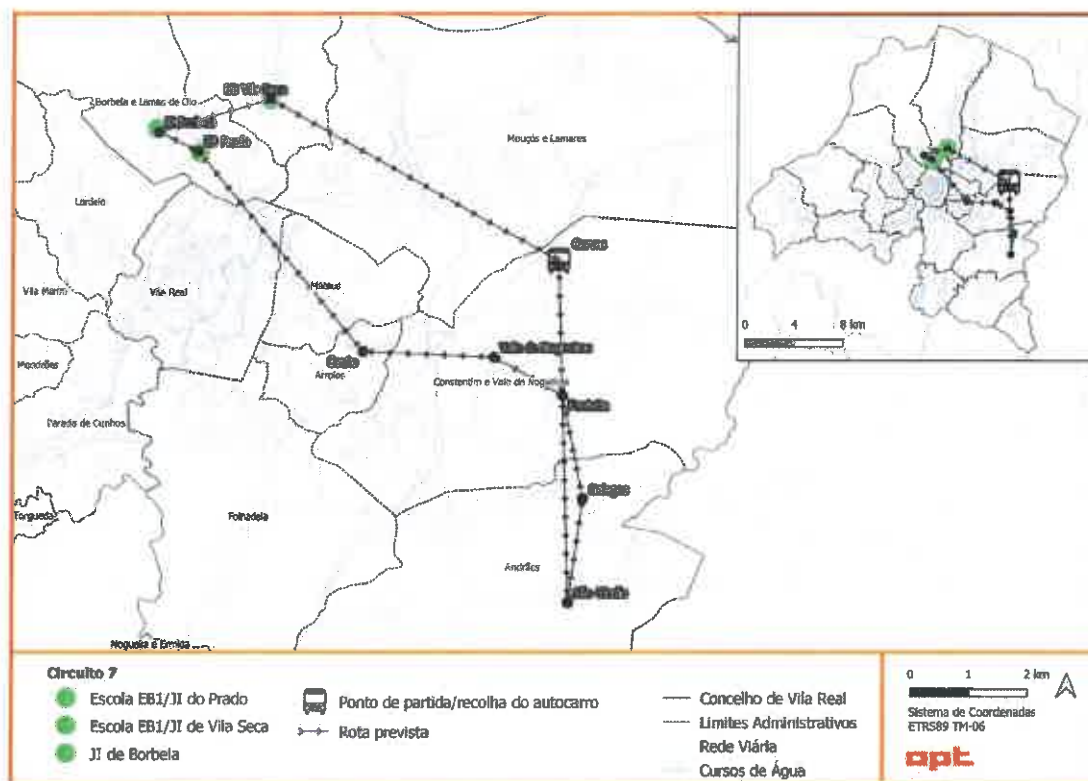 Borbela e Lamas de Olo
Mouçós e Lamares
Lordelo
Vila Marim
Vila Real
Mateus
Mondrões
Arroios
Constantim e Vale de Nogueiras
Parada de Cunhos
Torgueda
Folhadela
Andrães
Nogueira e Ermida
0 4 8 km
Circuito 7
Escola EB1/JI do Prado
Escola EB1/JI de Vila Seca
JI de Borbela
Ponto de partida/recolha do autocarro
Rota prevista
Concelho de Vila Real
Limites Administrativos
Rede Viária
Cursos de Água
0 1 2 km
Sistema de Coordenadas
ETRS89 TM-06
opt